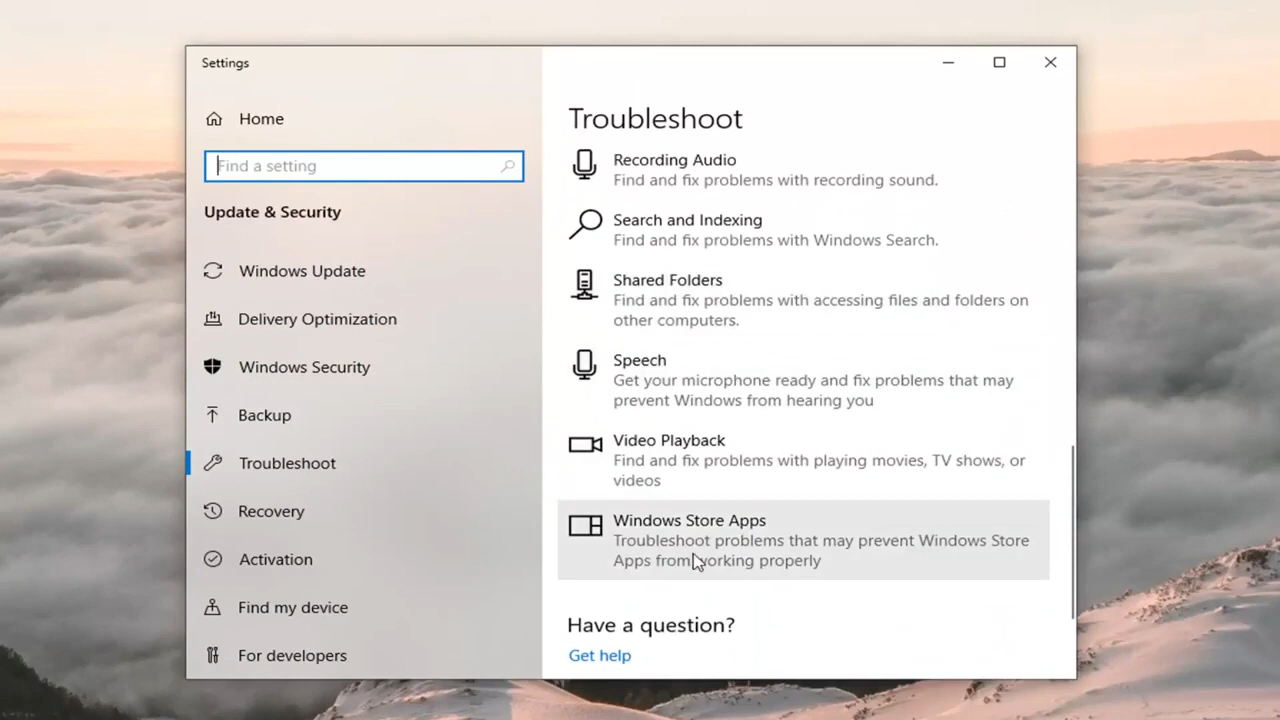 Settings
Home
Find a setting
Update & Security
Windows Update
Delivery Optimization
Windows Security
Backup
Troubleshoot
Recovery
Activation
Find my device
For developers
Troubleshoot
Recording Audio
Find and fix problems with recording sound.
Search and Indexing
Find and fix problems with Windows Search.
Shared Folders
Find and fix problems with accessing files and folders on
other computers.
Speech
Get your microphone ready and fix problems that may
prevent Windows from hearing you
Video Playback
Find and fix problems with playing movies, TV shows, or
videos
Windows Store Apps
Troubleshoot problems that may prevent Windows Store
Apps from working properly
Have a question?
Get help